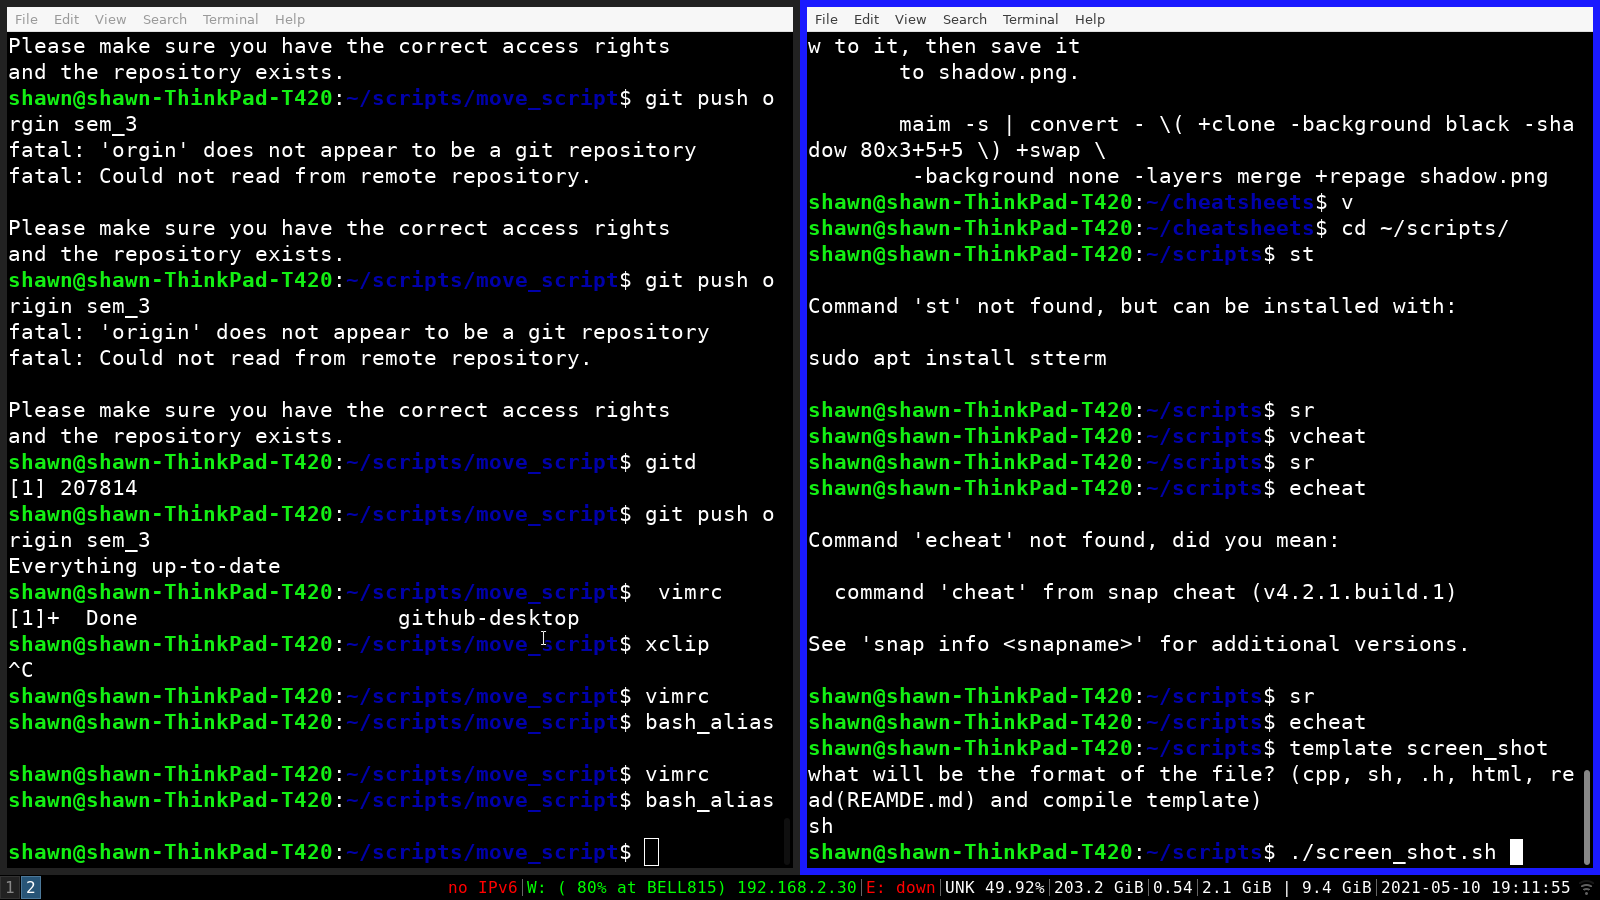 File Edit View Search Terminal Help
Please make sure you have the correct access rights
and the repository exists.
shawn@shawn-ThinkPad-T420:~/scripts/move_script$ git push o
rgin sem_3
fatal: 'orgin' does not appear to be a git repository
fatal: Could not read from remote repository.
Please make sure you have the correct access rights
and the repository exists.
shawn@shawn-ThinkPad-T420:~/scripts/move_script$ git push o
rigin sem_3
fatal: 'origin' does not appear to be a git repository
fatal: Could not read from remote repository.
Please make sure you have the correct access rights
and the repository exists.
shawn@shawn-ThinkPad-T420:~/scripts/move_script$ gitd
[1] 207814
shawn@shawn-ThinkPad-T420:~/scripts/move_script$ git push o
rigin sem_3
Everything up-to-date
shawn@shawn-ThinkPad-T420:~/scripts/move_script$  vimrc
[1]+  Done                    github-desktop
shawn@shawn-ThinkPad-T420:~/scripts/move_script$ xclip
^C
shawn@shawn-ThinkPad-T420:~/scripts/move_script$ vimrc
shawn@shawn-ThinkPad-T420:~/scripts/move_script$ bash_alias
shawn@shawn-ThinkPad-T420:~/scripts/move_script$ vimrc
shawn@shawn-ThinkPad-T420:~/scripts/move_script$ bash_alias
shawn@shawn-ThinkPad-T420:~/scripts/move_script$
File Edit View Search Terminal Help
w to it, then save it
to shadow.png.
maim -s | convert - \( +clone -background black -sha
dow 80x3+5+5 \) +swap \
-background none -layers merge +repage shadow.png
shawn@shawn-ThinkPad-T420:~/cheatsheets$ v
shawn@shawn-ThinkPad-T420:~/cheatsheets$ cd ~/scripts/
shawn@shawn-ThinkPad-T420:~/scripts$ st
Command 'st' not found, but can be installed with:
sudo apt install stterm
shawn@shawn-ThinkPad-T420:~/scripts$ sr
shawn@shawn-ThinkPad-T420:~/scripts$ vcheat
shawn@shawn-ThinkPad-T420:~/scripts$ sr
shawn@shawn-ThinkPad-T420:~/scripts$ echeat
Command 'echeat' not found, did you mean:
command 'cheat' from snap cheat (v4.2.1.build.1)
See 'snap info <snapname>' for additional versions.
shawn@shawn-ThinkPad-T420:~/scripts$ sr
shawn@shawn-ThinkPad-T420:~/scripts$ echeat
shawn@shawn-ThinkPad-T420:~/scripts$ template screen_shot
what will be the format of the file? (cpp, sh, .h, html, re
ad(REAMDE.md) and compile template)
sh
shawn@shawn-ThinkPad-T420:~/scripts$ ./screen_shot.sh
1 2 no IPv6|W: ( 80% at BELL815) 192.168.2.30|E: down|UNK 49.92%|203.2 GiB|0.54|2.1 GiB | 9.4 GiB|2021-05-10 19:11:55